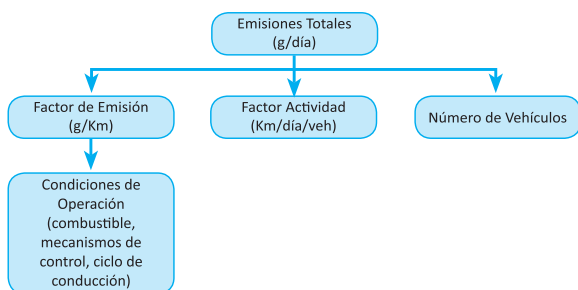 Emisiones Totales
(g/día)
Factor de Emisión
(g/Km)
Factor Actividad
(Km/día/veh)
Número de Vehículos
Condiciones de
Operación
(combustible,
mecanismos de
control, ciclo de
conducción)